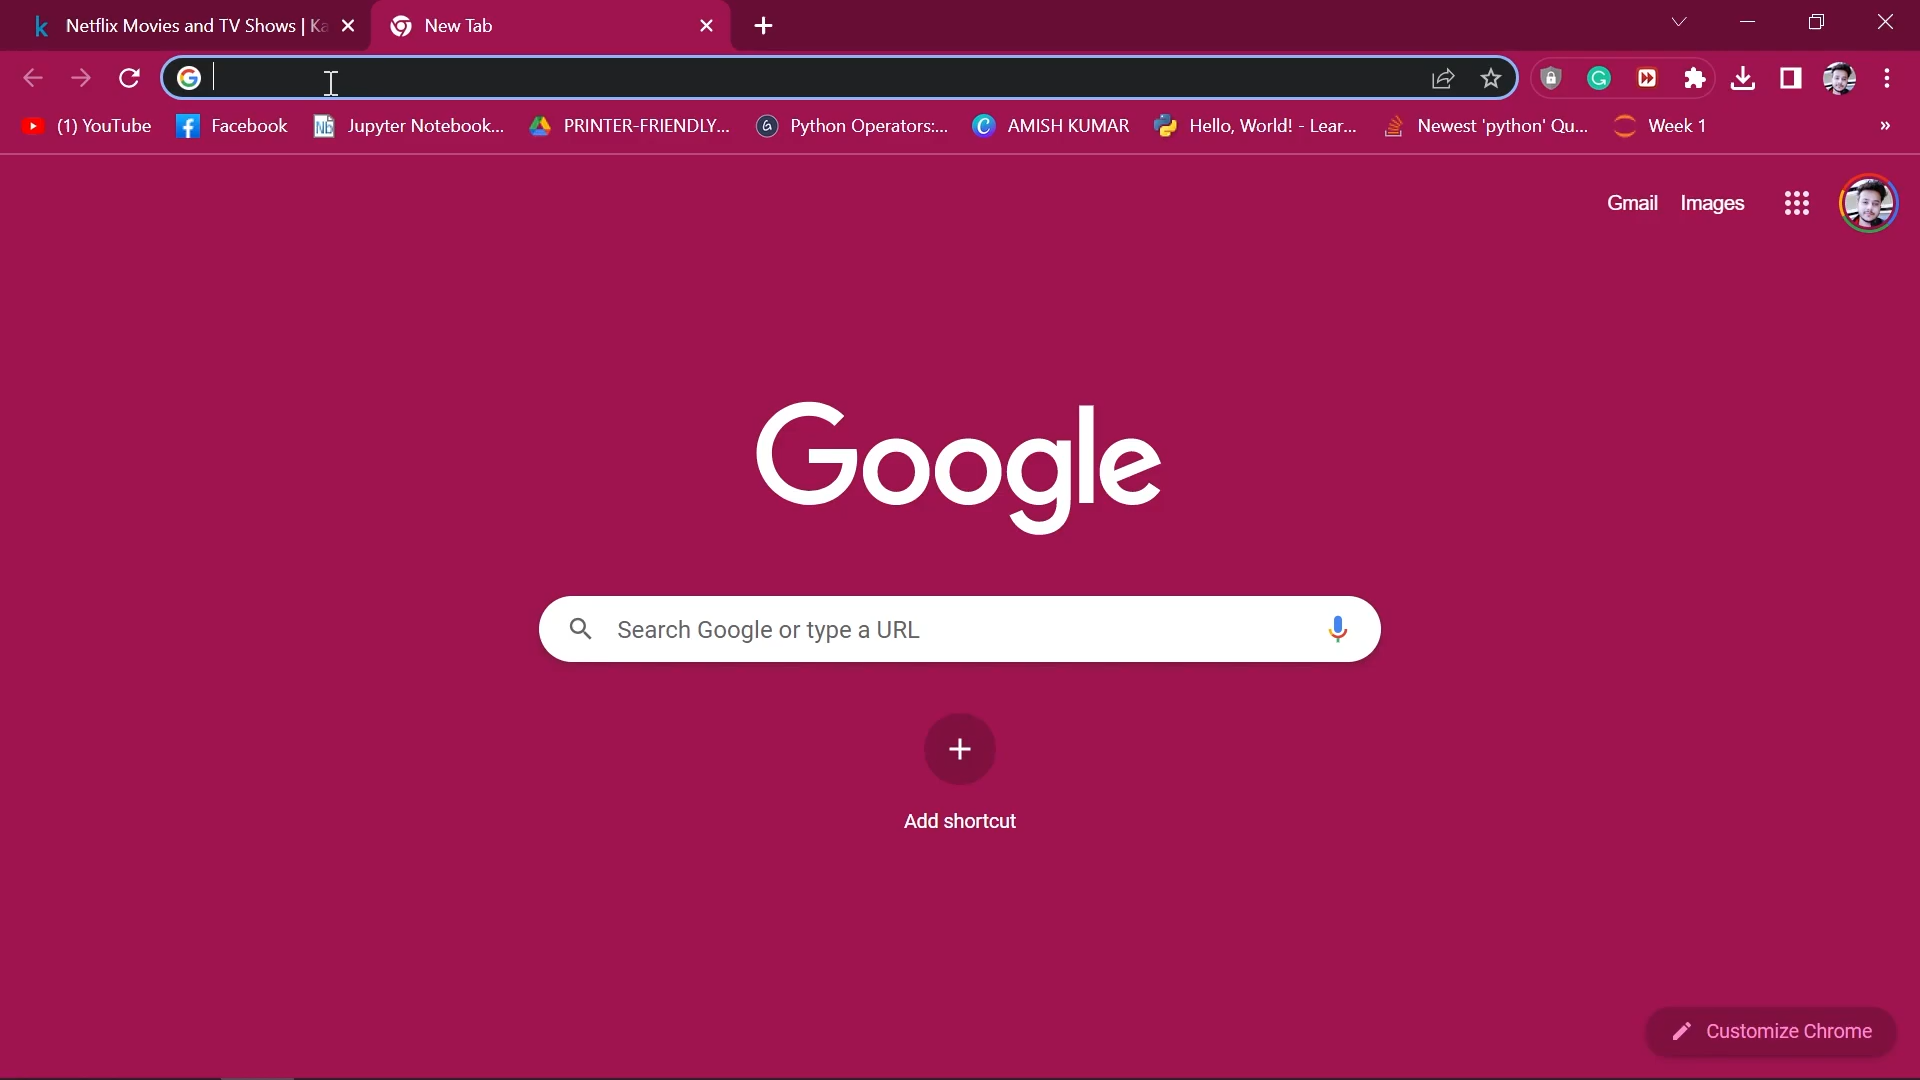 Netflix Movies and TV Shows | Ka
New Tab
(1) YouTube
Facebook
Jupyter Notebook...
PRINTER-FRIENDLY...
Python Operators:...
AMISH KUMAR
Hello, World! - Lear...
Newest 'python' Qu...
Week 1
»
Gmail
Images
Google
Search Google or type a URL
Add shortcut
Customize Chrome